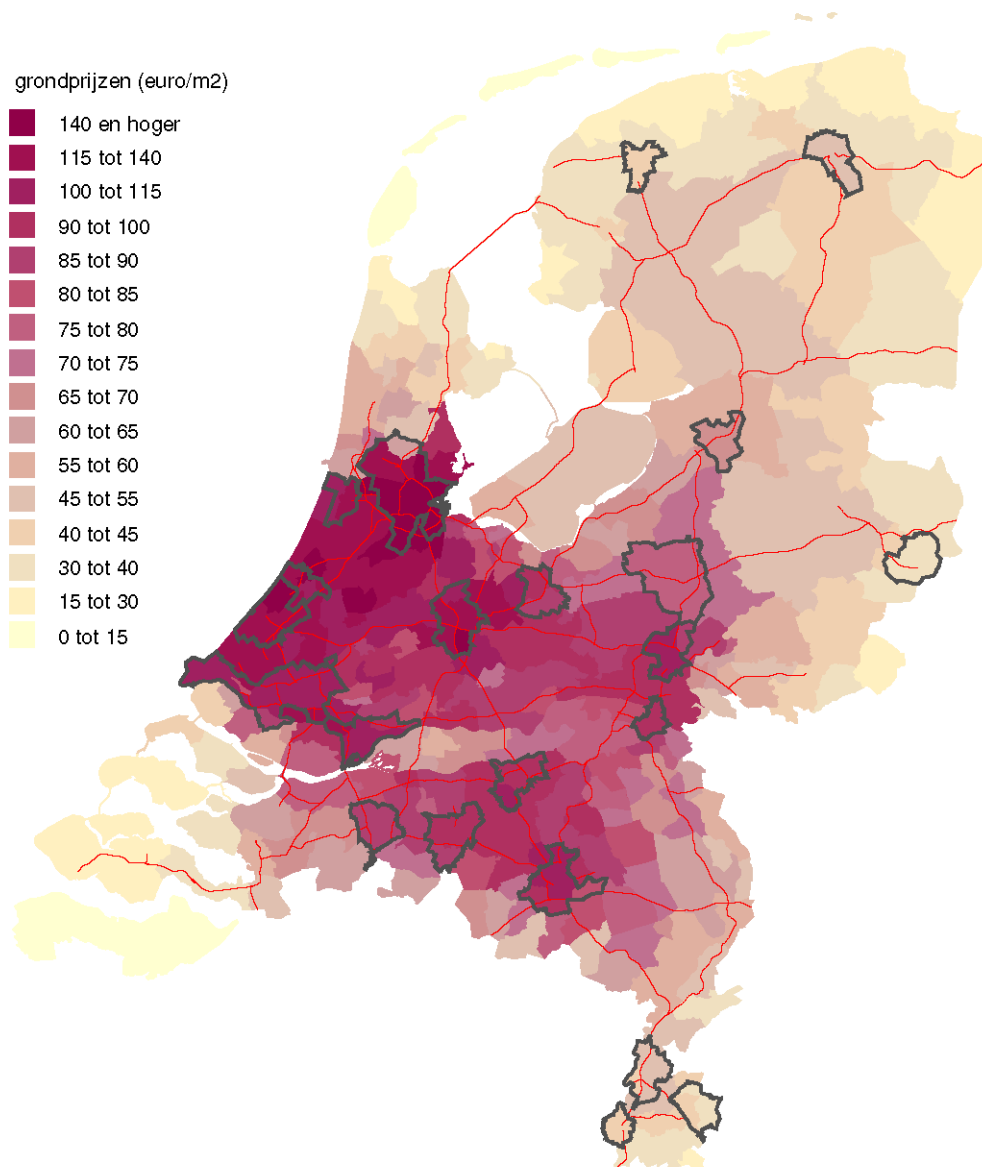 grondprijzen (euro/m2)
140 en hoger
115 tot 140
100 tot 115
90 tot 100
85 tot 90
80 tot 85
75 tot 80
70 tot 75
65 tot 70
60 tot 65
55 tot 60
45 tot 55
40 tot 45
30 tot 40
15 tot 30
0 tot 15